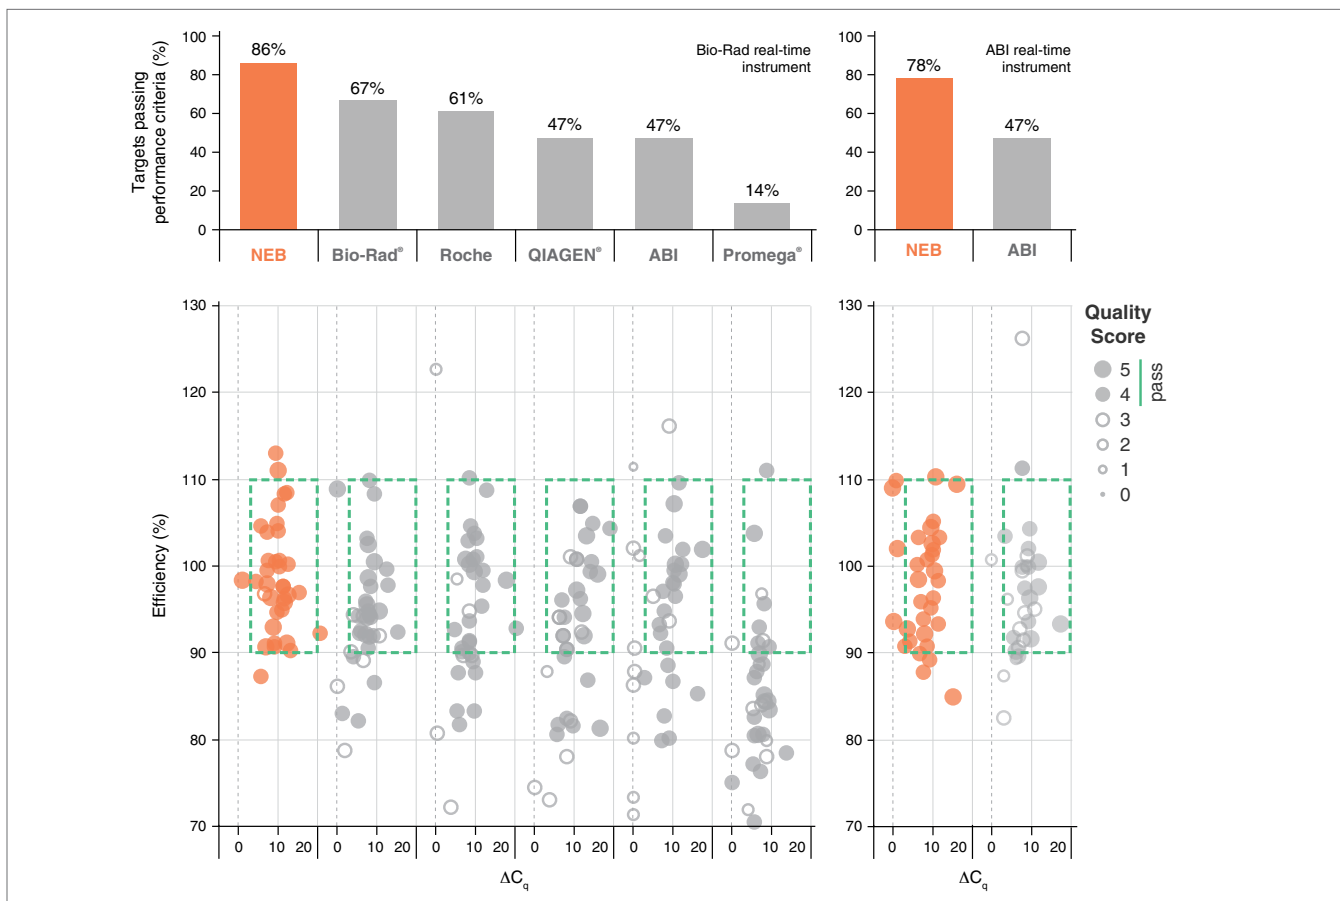 Targets passing
performance criteria (%)
100
80
60
40
20
0
86%
67%
61%
47%
47%
14%
Bio-Rad real-time
instrument
NEB
Bio-Rad®
Roche
QIAGEN®
ABI
Promega®
100
80
60
40
20
0
78%
47%
ABI real-time
instrument
NEB
ABI
Efficiency (%)
130
120
110
100
90
80
70
0 10 20
0 10 20
0 10 20
0 10 20
0 10 20
0 10 20
ΔCq
130
120
110
100
90
80
70
0 10 20
0 10 20
ΔCq
Quality
Score
5
4
3
2
1
0
pass